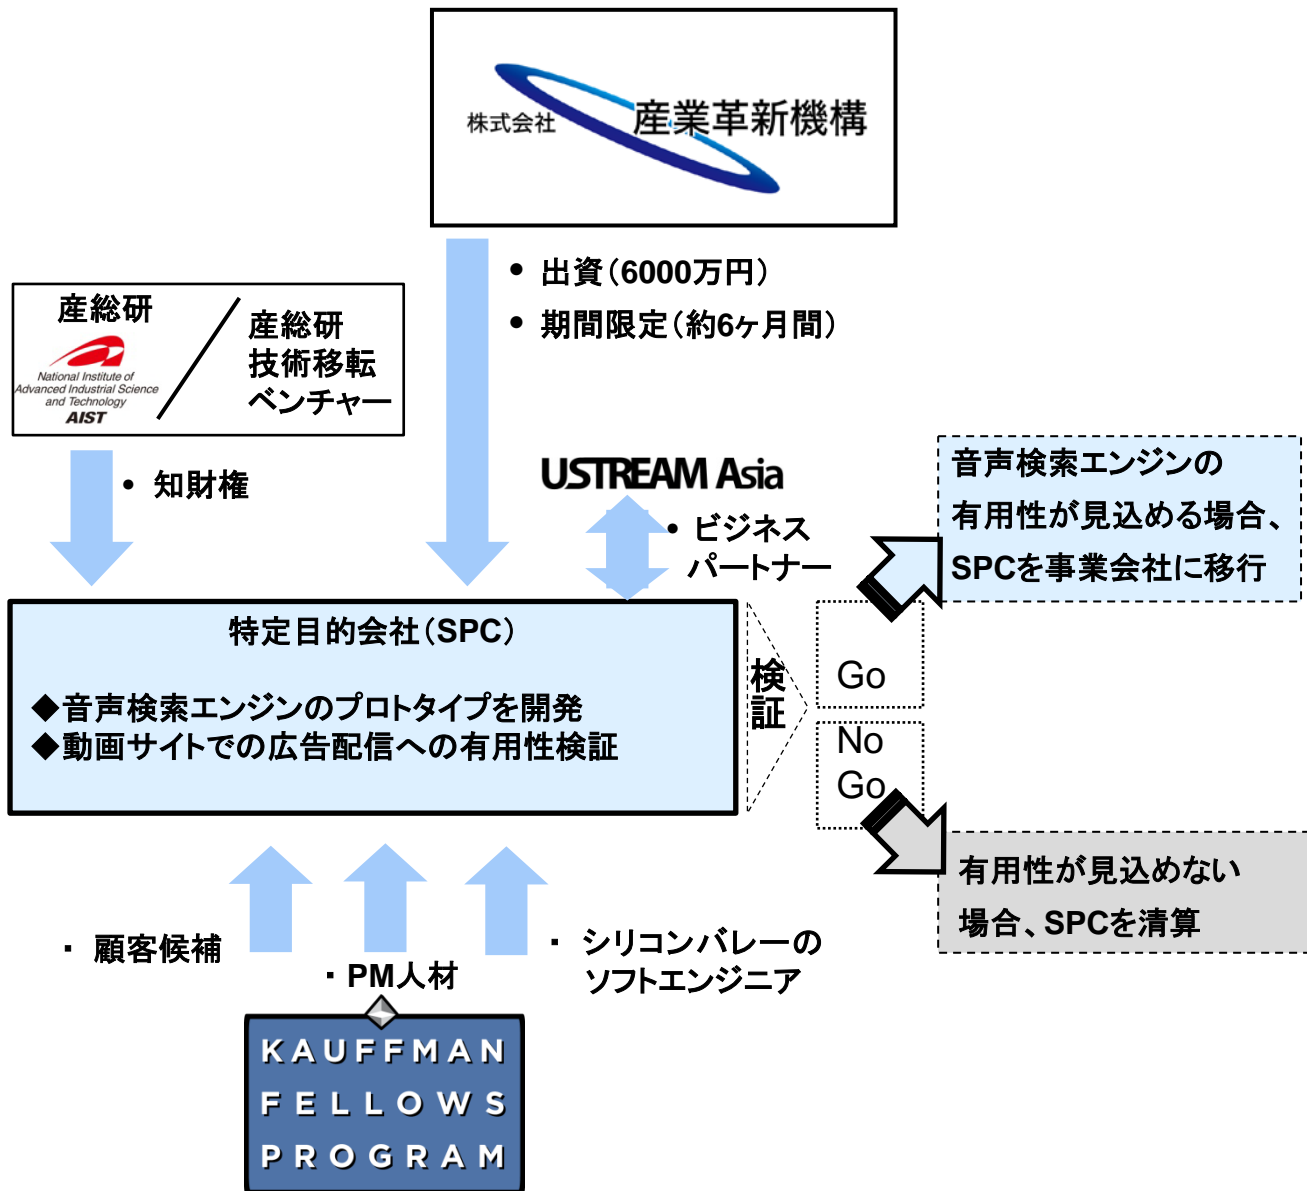 株式会社 産業革新機構
• 出資（6000万円）
• 期間限定（約6ヶ月間）
産総研
National Institute of
Advanced Industrial Science
and Technology
AIST
産総研
技術移転
ベンチャー
• 知財権
USTREAM Asia
• ビジネス
パートナー
音声検索エンジンの
有用性が見込める場合、
SPCを事業会社に移行
特定目的会社（SPC）
◆音声検索エンジンのプロトタイプを開発
◆動画サイトでの広告配信への有用性検証
検証
Go
No
Go
有用性が見込めない
場合、SPCを清算
・ 顧客候補
・ PM人材
・ シリコンバレーの
ソフトエンジニア
KAUFFMAN
FELLOWS
PROGRAM